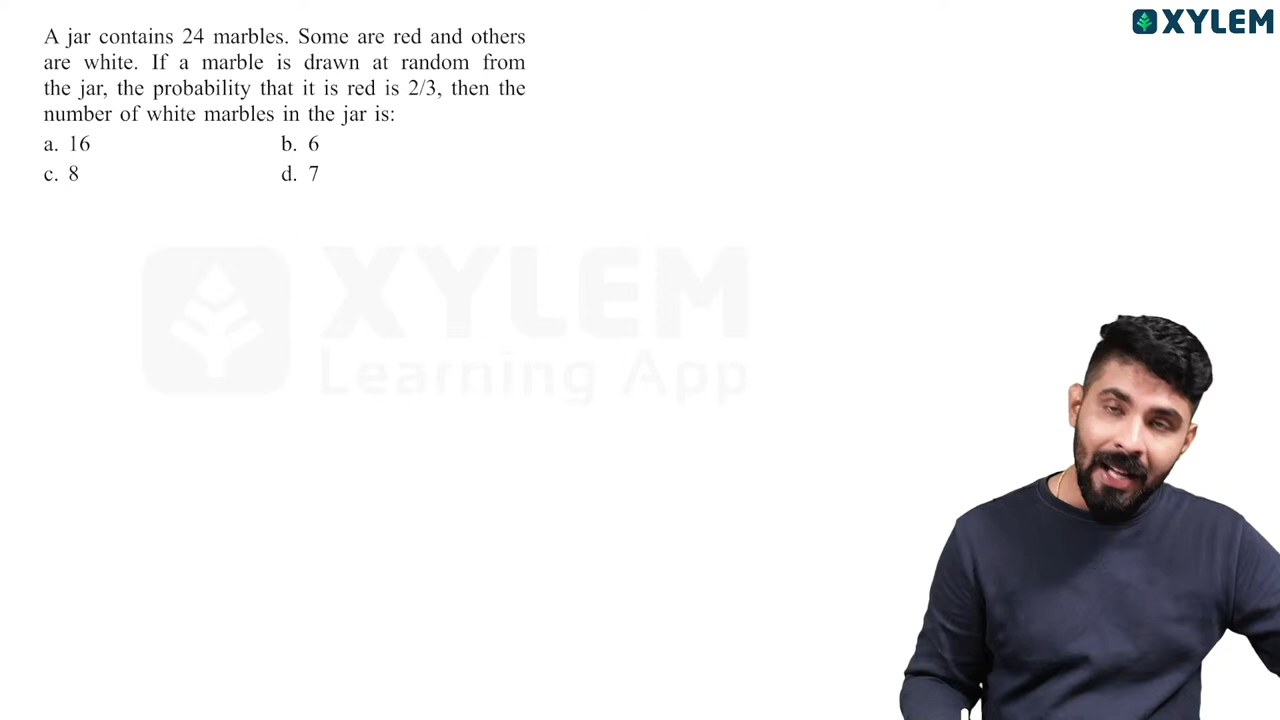 XYLEM
A jar contains 24 marbles. Some are red and others
are white. If a marble is drawn at random from
the jar, the probability that it is red is 2/3, then the
number of white marbles in the jar is:
a. 16 b. 6
c. 8 d. 7
XYLEM
Learning App